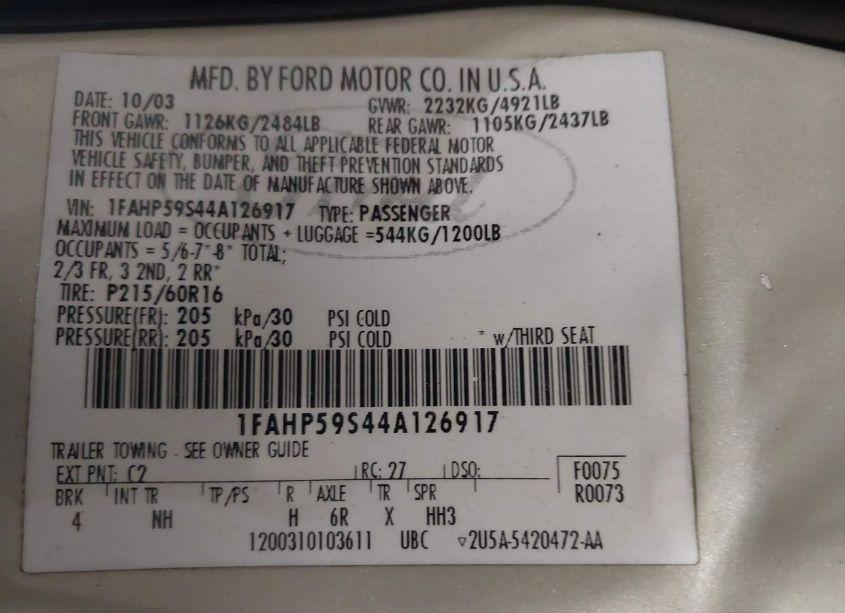 MFD. BY FORD MOTOR CO. IN U.S.A.
DATE: 10/03 GVWR: 2232KG/4921LB
FRONT GAWR: 1126KG/2484LB REAR GAWR: 1105KG/2437LB
THIS VEHICLE CONFORMS TO ALL APPLICABLE FEDERAL MOTOR
VEHICLE SAFETY, BUMPER, AND THEFT PREVENTION STANDARDS
IN EFFECT ON THE DATE OF MANUFACTURE SHOWN ABOVE.
VIN: 1FAHP59S44A126917 TYPE: PASSENGER
MAXIMUM LOAD = OCCUPANTS + LUGGAGE =544KG/1200LB
OCCUPANTS = 5/6-7*-8* TOTAL;
2/3 FR, 3 2ND, 2 RR*
TIRE: P215/60R16
PRESSURE(FR): 205 kPa/30 PSI COLD
PRESSURE(RR): 205 kPa/30 PSI COLD * w/THIRD SEAT
1FAHP59S44A126917
TRAILER TOWING - SEE OWNER GUIDE
EXT PNT: C2 RC: 27 DSO: F0075
BRK INT TR TP/PS R AXLE TR SPR R0073
4 NH H 6R X HH3
1200310103611 UBC ▽2U5A-5420472-AA